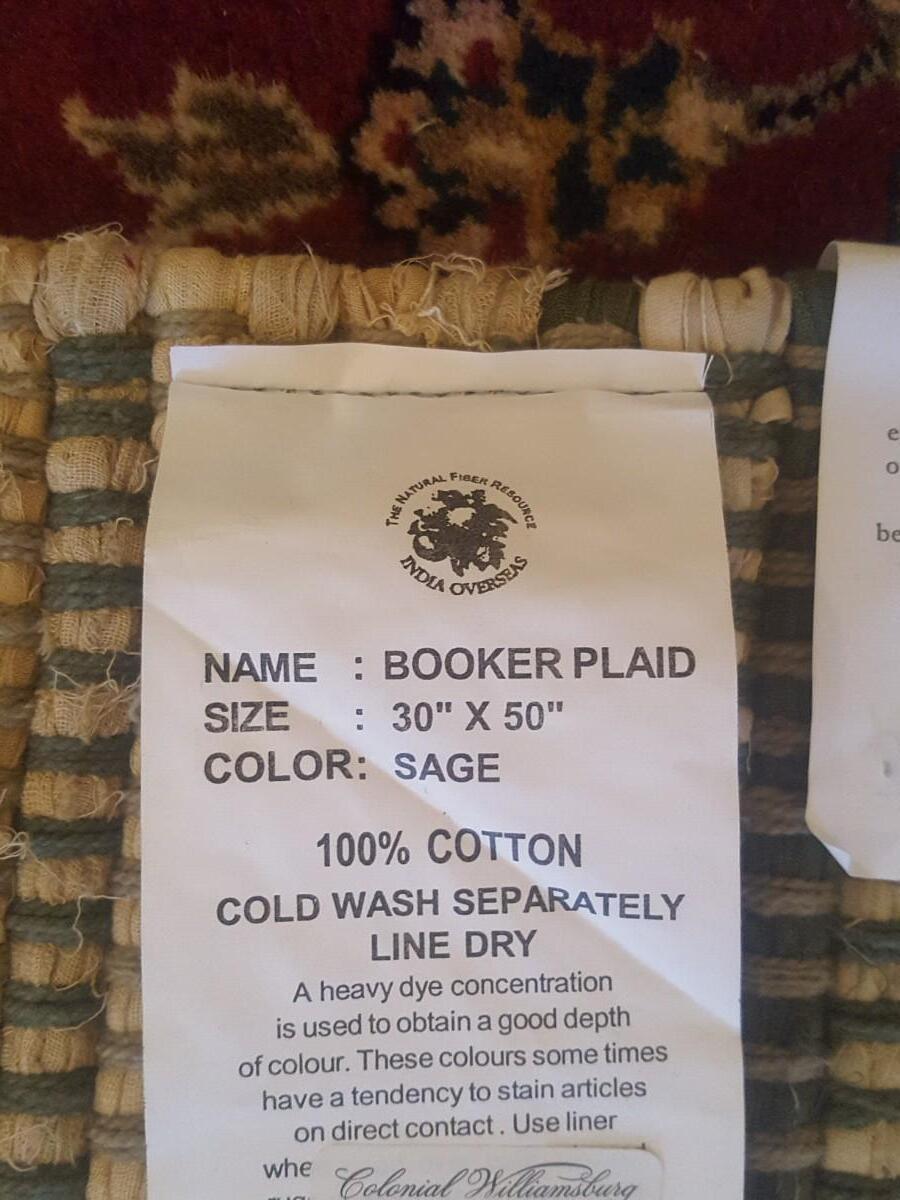 THE NATURAL FIBER RESOURCE
INDIA OVERSEAS
NAME : BOOKER PLAID
SIZE : 30" X 50"
COLOR: SAGE
100% COTTON
COLD WASH SEPARATELY
LINE DRY
A heavy dye concentration
is used to obtain a good depth
of colour. These colours some times
have a tendency to stain articles
on direct contact . Use liner
whe
Colonial Williamsburg
e
o
be